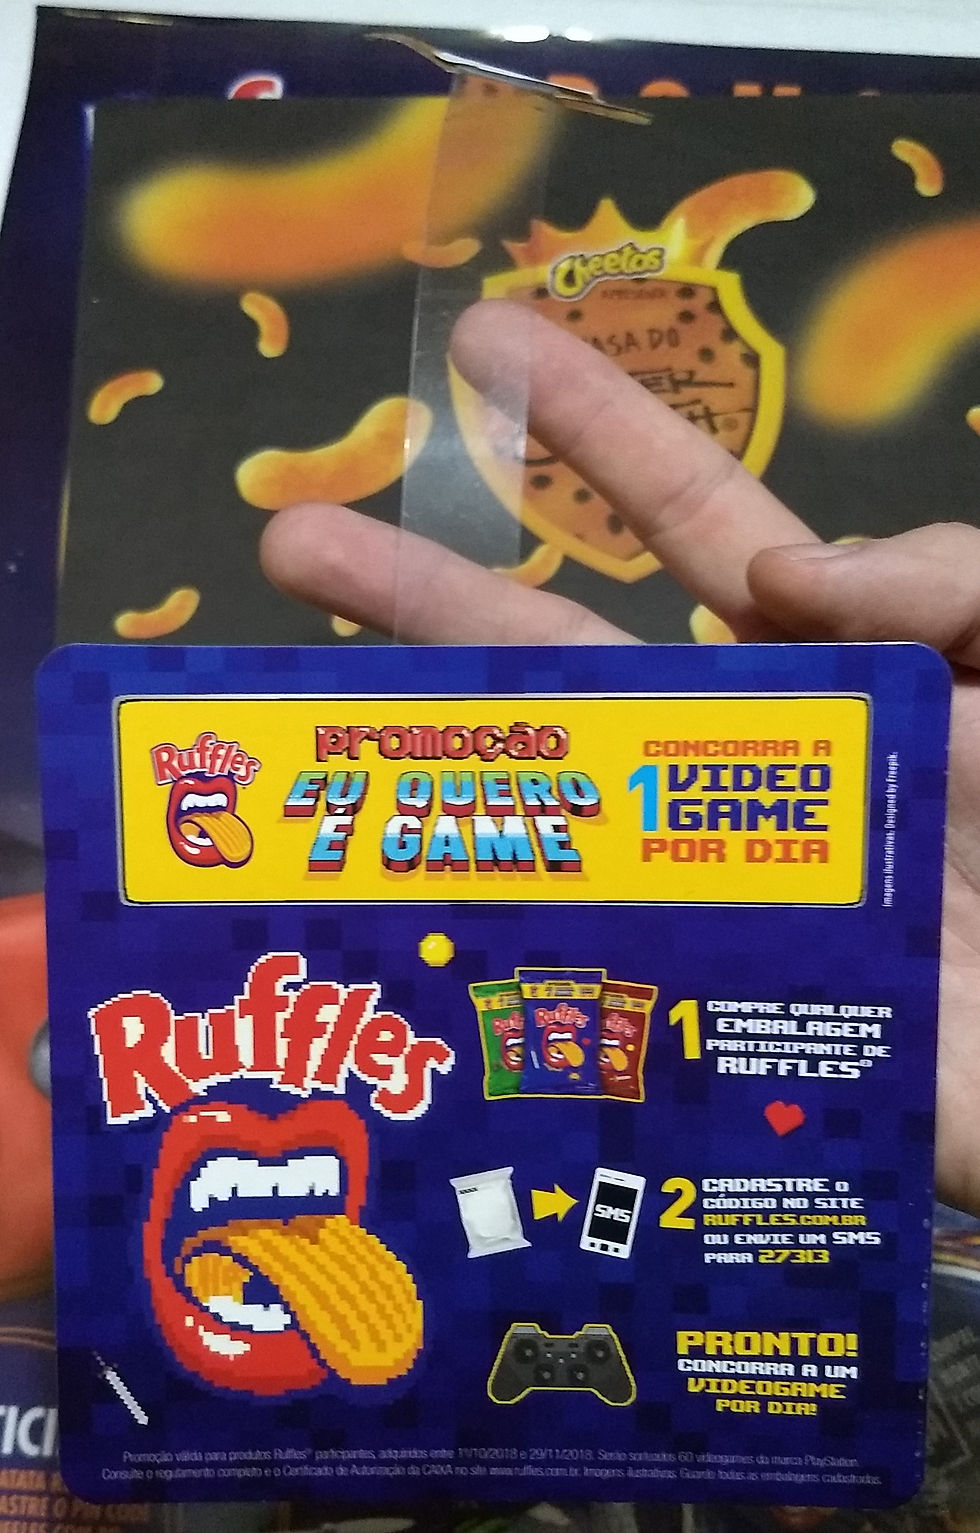 Cheetos
APRESENTA
CASA DO
Ruffles
promoção
EU QUERO
É GAME
CONCORRA A
1 VIDEO
GAME
POR DIA
Imagens ilustrativas. Designed by Freepik.
Ruffles
Ruffles
1 COMPRE QUALQUER
EMBALAGEM
PARTICIPANTE DE
RUFFLES®
SMS
2 CADASTRE O
CÓDIGO NO SITE
RUFFLES.COM.BR
OU ENVIE UM SMS
PARA 27313
PRONTO!
CONCORRA A UM
VIDEOGAME
POR DIA!
Promoção válida para produtos Ruffles® participantes, adquiridos entre 1º/10/2018 e 29/11/2018. Serão sorteados 60 videogames da marca PlayStation.
Consulte o regulamento completo e o Certificado de Autorização da CAIXA no site www.ruffles.com.br. Imagens ilustrativas. Guarde todas as embalagens cadastradas.